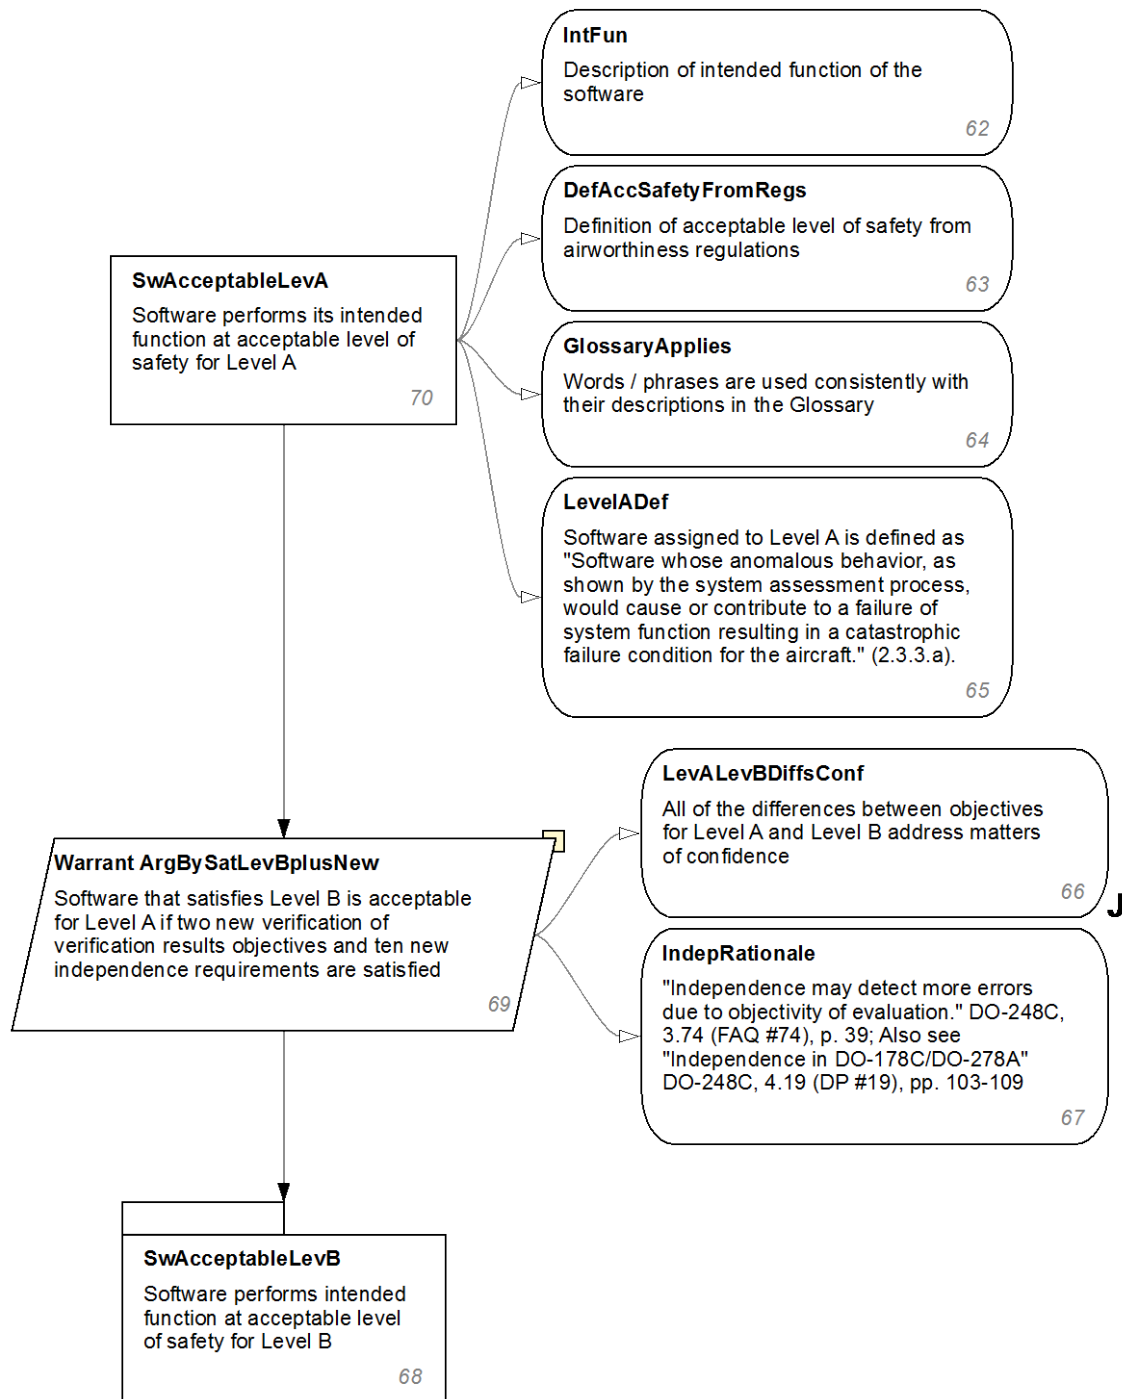 IntFun
Description of intended function of the
software
62
DefAccSafetyFromRegs
Definition of acceptable level of safety from
airworthiness regulations
63
SwAcceptableLevA
Software performs its intended
function at acceptable level of
safety for Level A
70
GlossaryApplies
Words / phrases are used consistently with
their descriptions in the Glossary
64
LevelADef
Software assigned to Level A is defined as
"Software whose anomalous behavior, as
shown by the system assessment process,
would cause or contribute to a failure of
system function resulting in a catastrophic
failure condition for the aircraft." (2.3.3.a).
65
LevALevBDiffsConf
All of the differences between objectives
for Level A and Level B address matters
of confidence
66
J
Warrant ArgBySatLevBplusNew
Software that satisfies Level B is acceptable
for Level A if two new verification of
verification results objectives and ten new
independence requirements are satisfied
69
IndepRationale
"Independence may detect more errors
due to objectivity of evaluation." DO-248C,
3.74 (FAQ #74), p. 39; Also see
"Independence in DO-178C/DO-278A"
DO-248C, 4.19 (DP #19), pp. 103-109
67
SwAcceptableLevB
Software performs intended
function at acceptable level
of safety for Level B
68